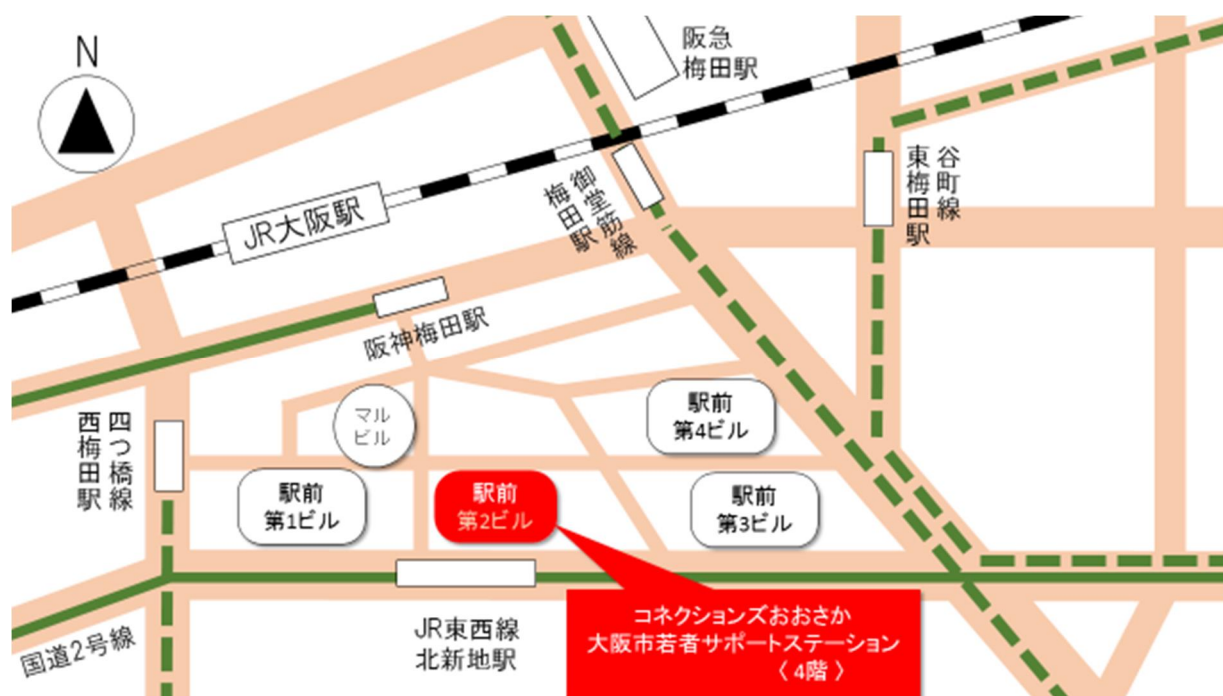 N
阪急
梅田駅
谷町線
東梅田駅
御堂筋線
梅田駅
JR大阪駅
阪神梅田駅
四つ橋線
西梅田駅
マル
ビル
駅前
第4ビル
駅前
第1ビル
駅前
第2ビル
駅前
第3ビル
JR東西線
北新地駅
国道2号線
コネクションズおおさか
大阪市若者サポートステーション
〈 4階 〉